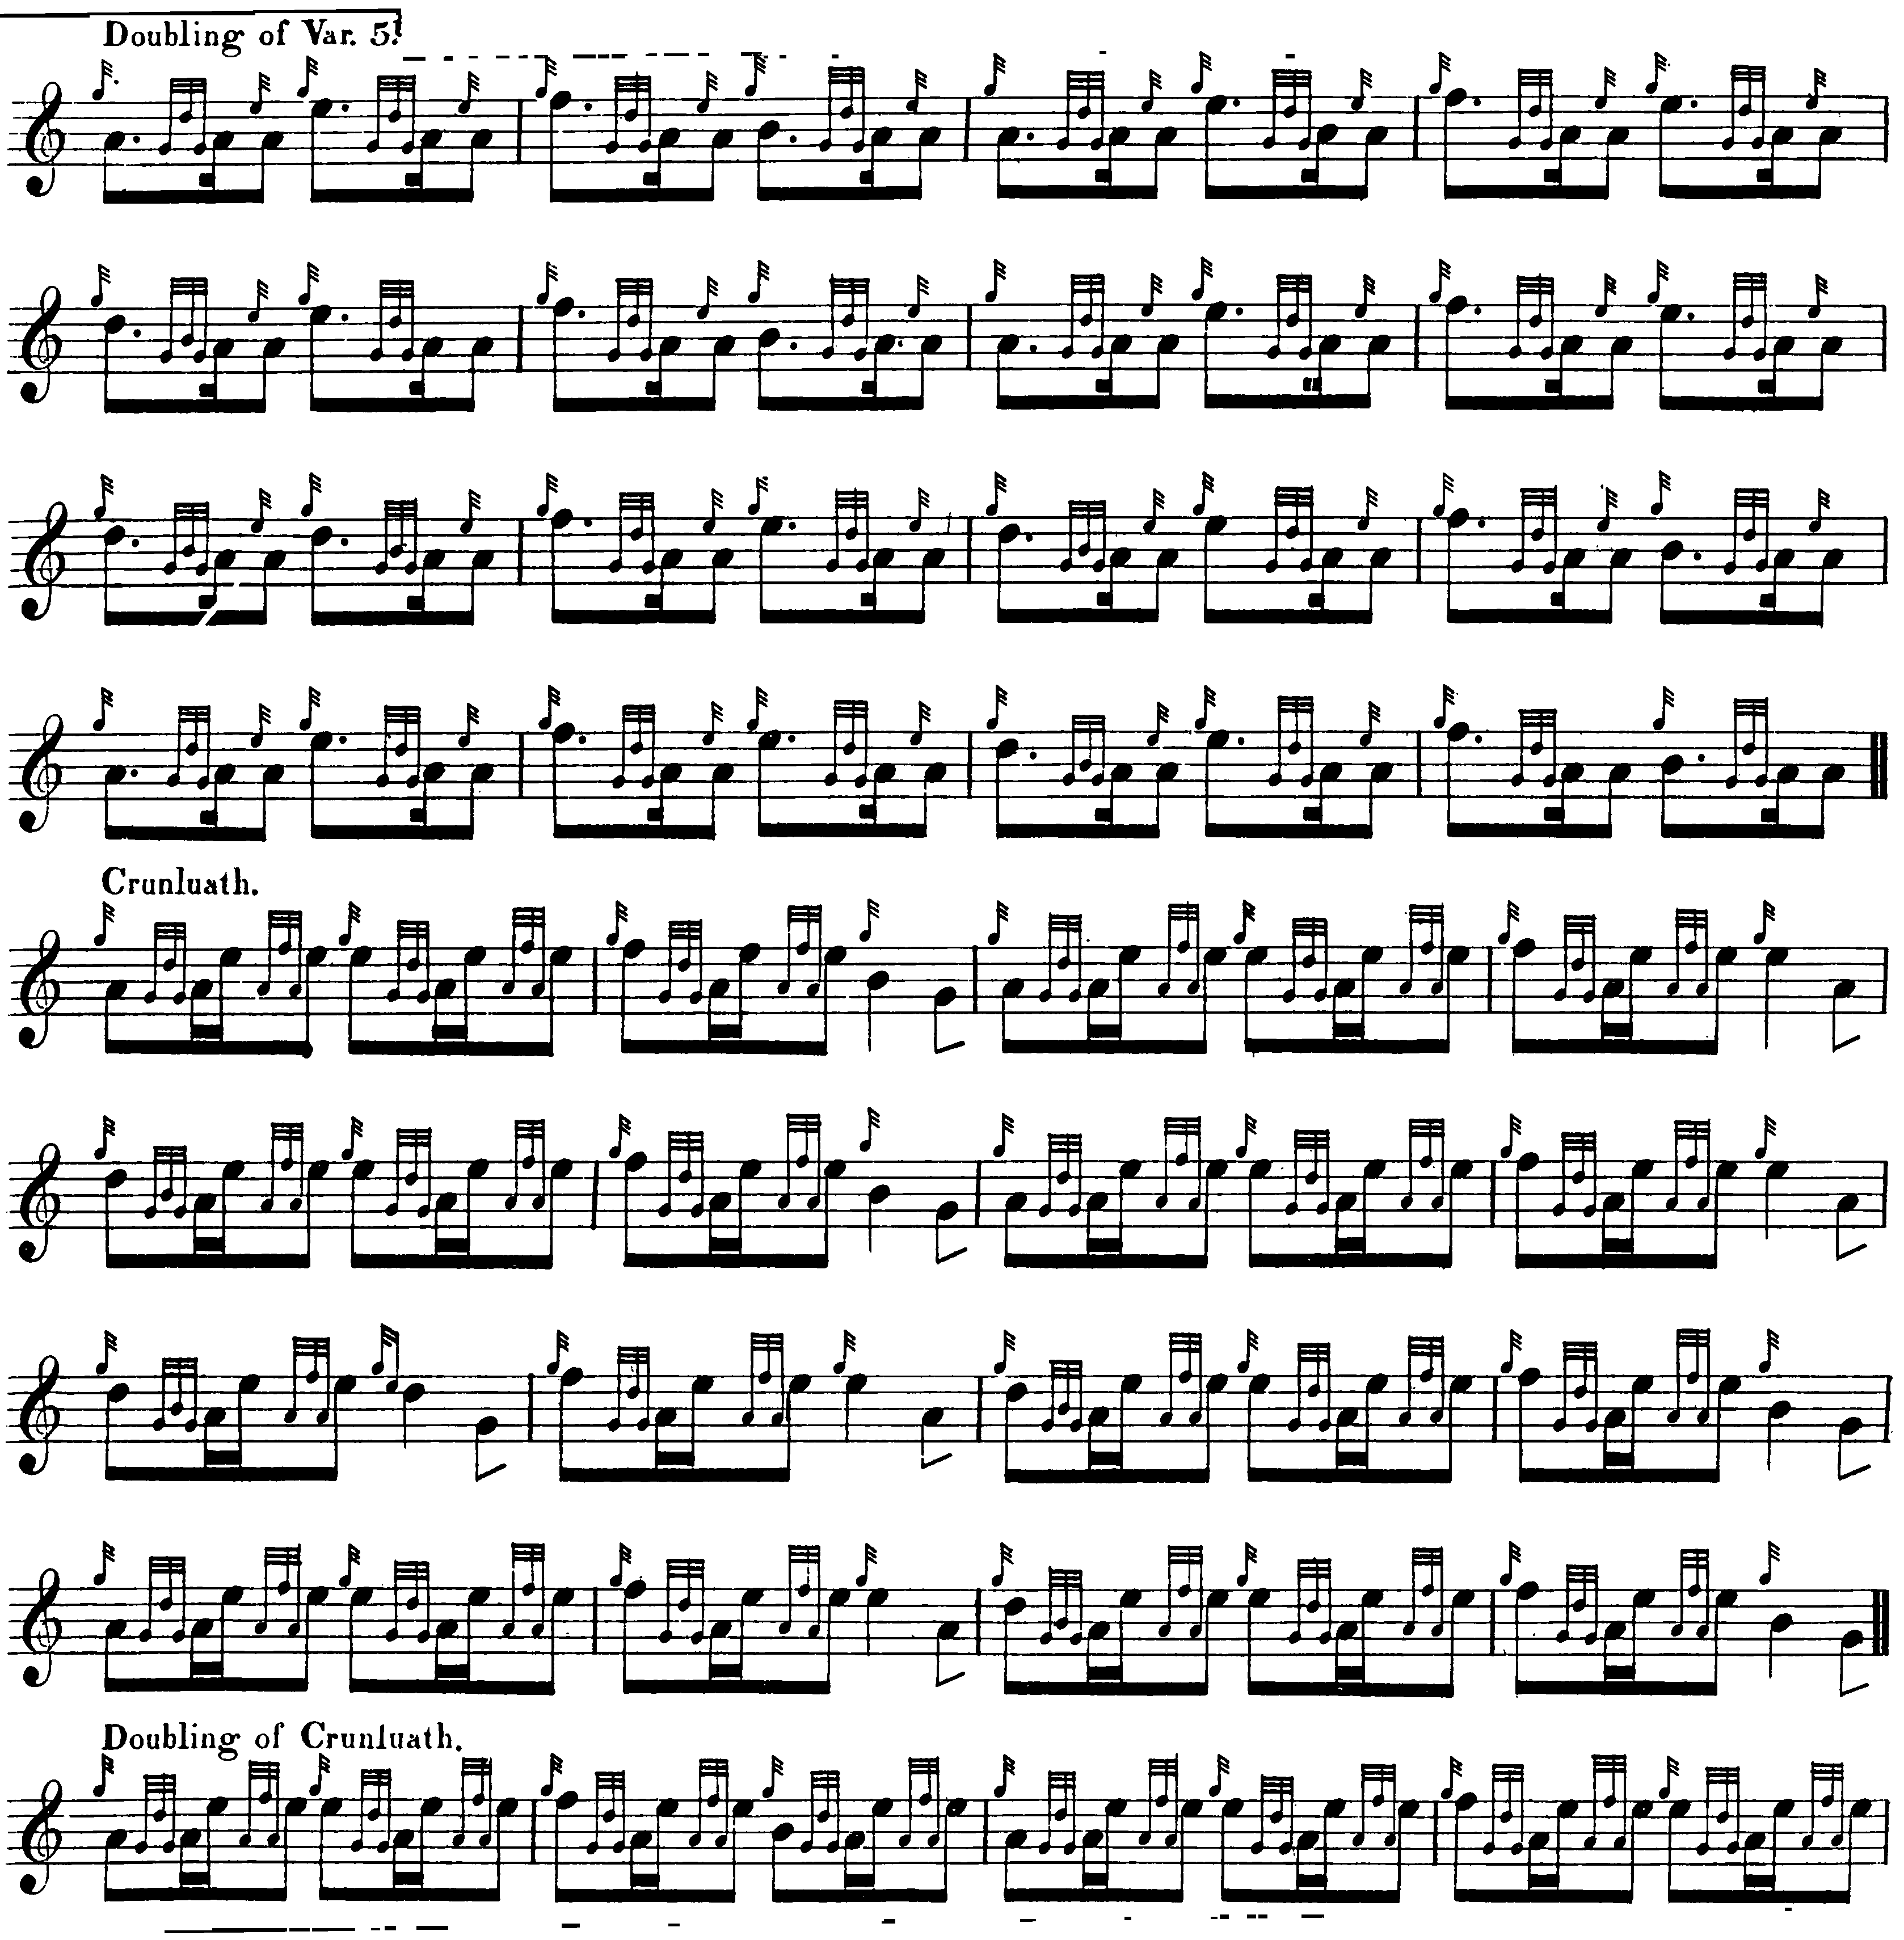 Doubling of Var. 5!
Crunluath.
Doubling of Crunluath.